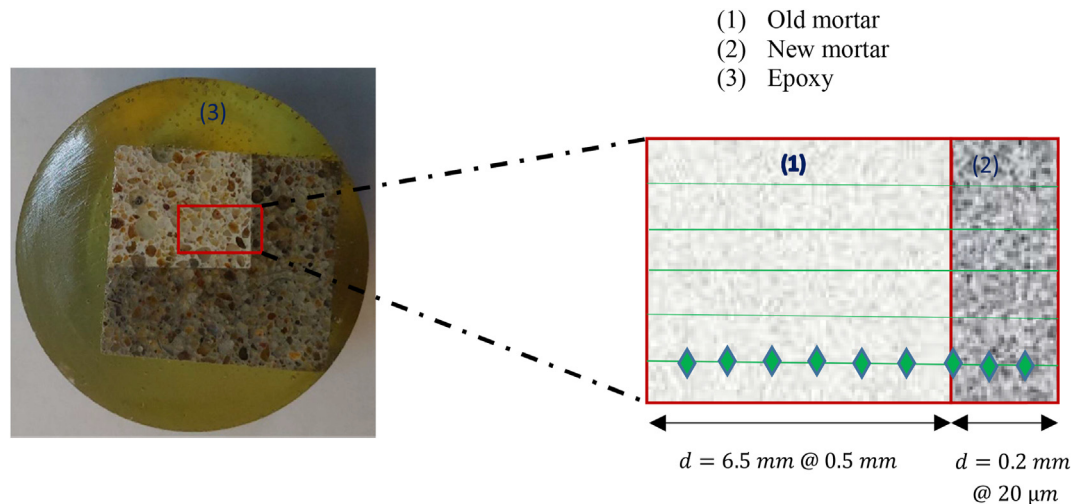 (1) Old mortar
(2) New mortar
(3) Epoxy
(3)
(1)
(2)
d = 6.5 mm @ 0.5 mm
d = 0.2 mm
@ 20 μm